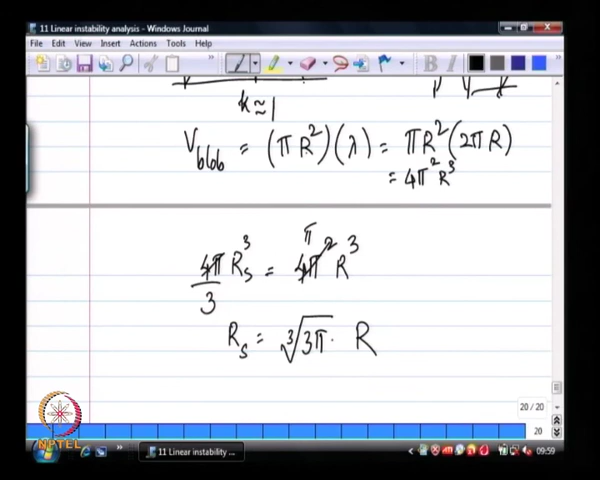 11 Linear instability analysis - Windows Journal
File Edit View Insert Actions Tools Help
B I
k ≈ 1
V_blob = (πR²)(λ) = πR²(2πR)
= 4π²R³
4π/3 R_s³ = 4π² R³
π
R_s = ∛3π · R
20 / 20
20
NPTEL
11 Linear instability ...
09:59